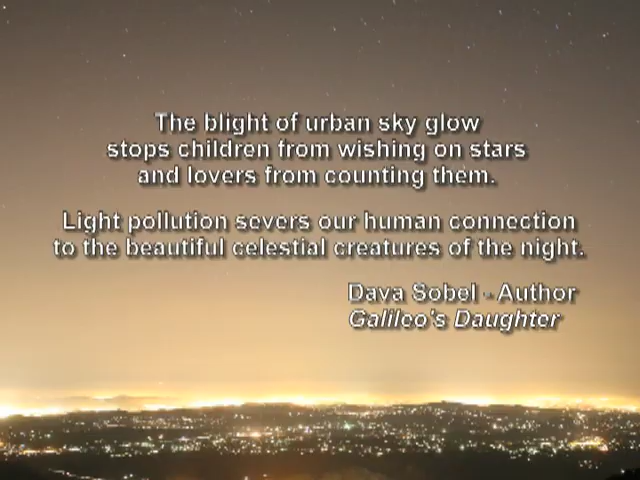 The blight of urban sky glow
stops children from wishing on stars
and lovers from counting them.
Light pollution severs our human connection
to the beautiful celestial creatures of the night.
Dava Sobel - Author
Galileo's Daughter